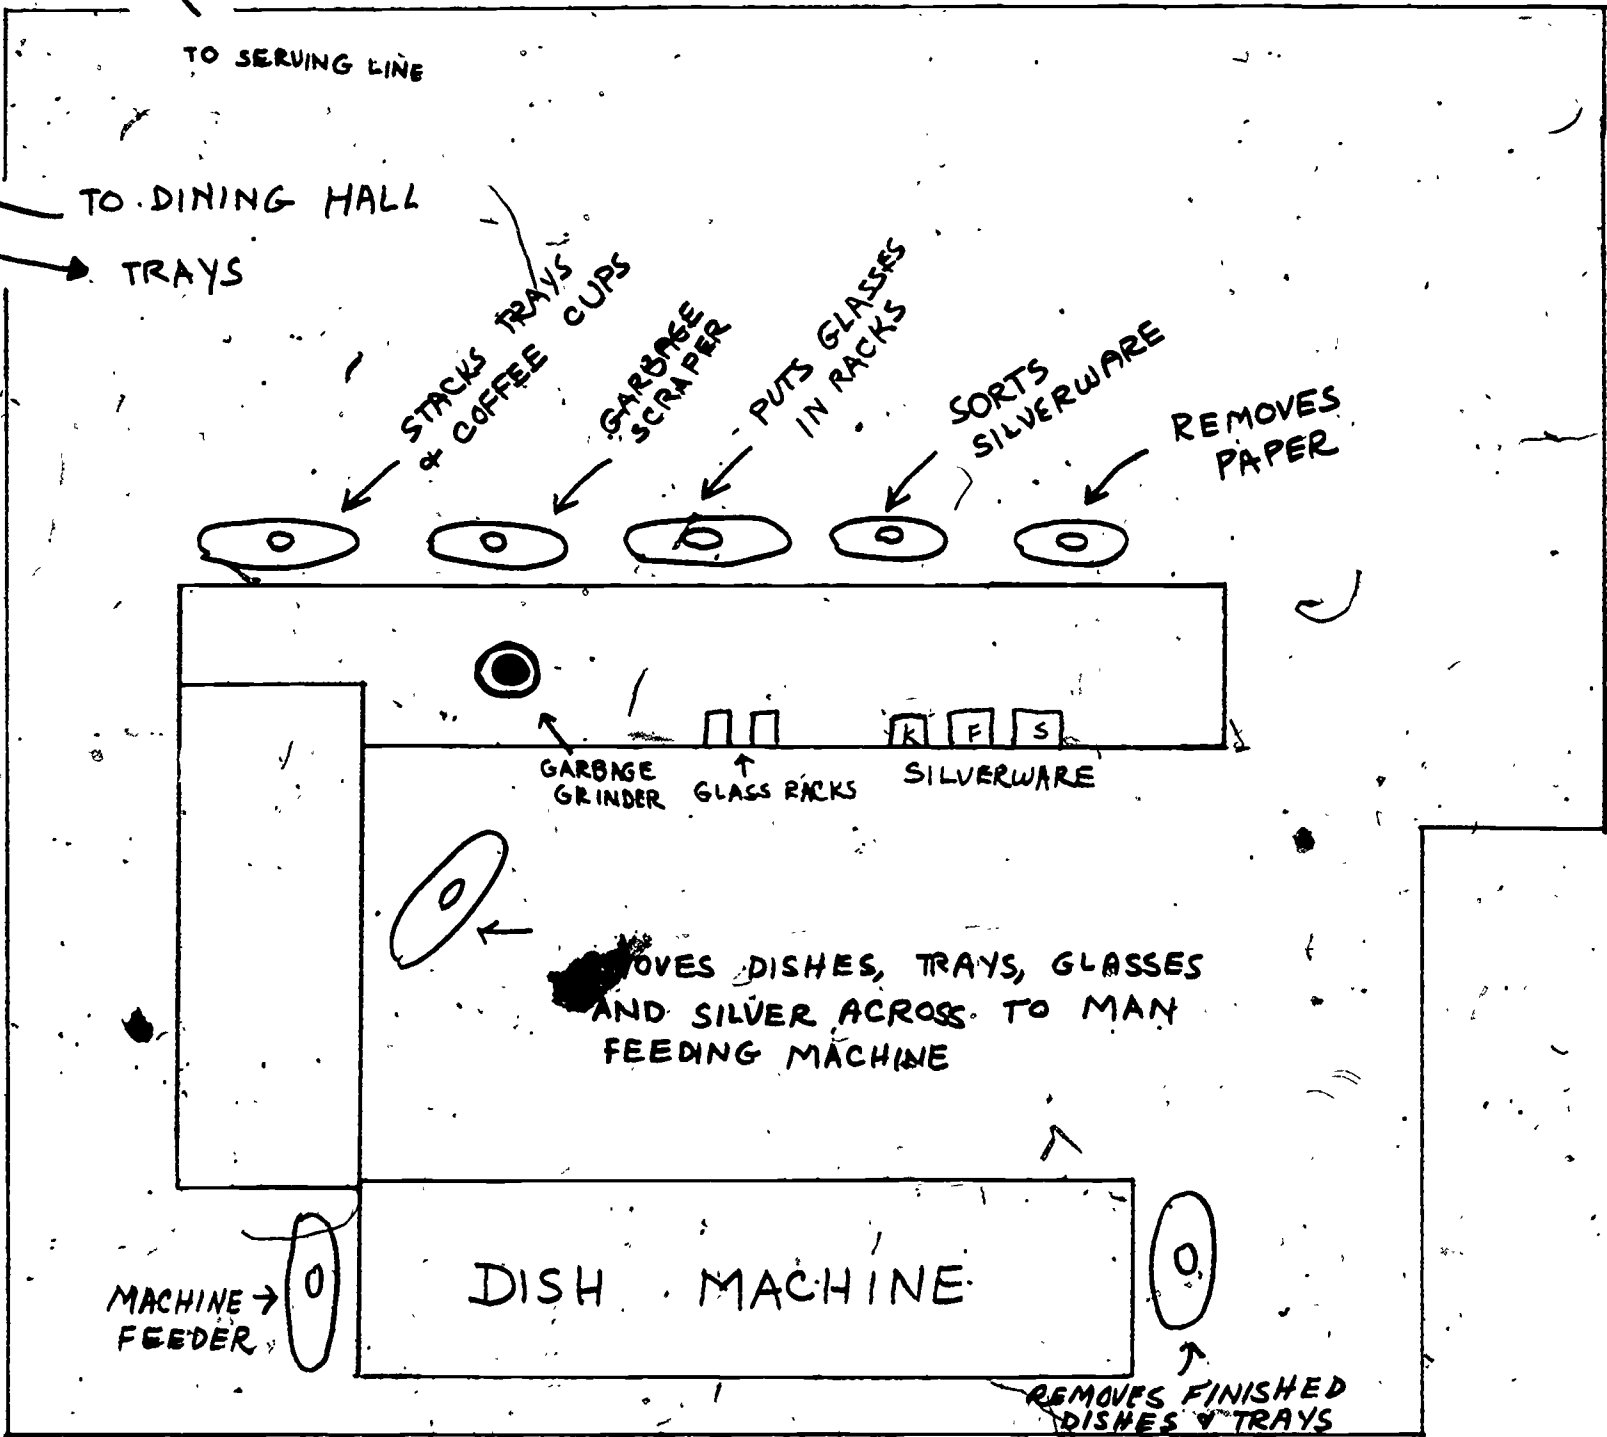 TO SERVING LINE
TO DINING HALL
TRAYS
STACKS TRAYS
& COFFEE CUPS
GARBAGE
SCRAPER
PUTS GLASSES
IN RACKS
SORTS
SILVERWARE
REMOVES
PAPER
K F S
GARBAGE
GRINDER
GLASS RACKS
SILVERWARE
DISHES, TRAYS, GLASSES
AND SILVER ACROSS TO MAN
FEEDING MACHINE
MACHINE
FEEDER
DISH MACHINE
REMOVES FINISHED
DISHES & TRAYS